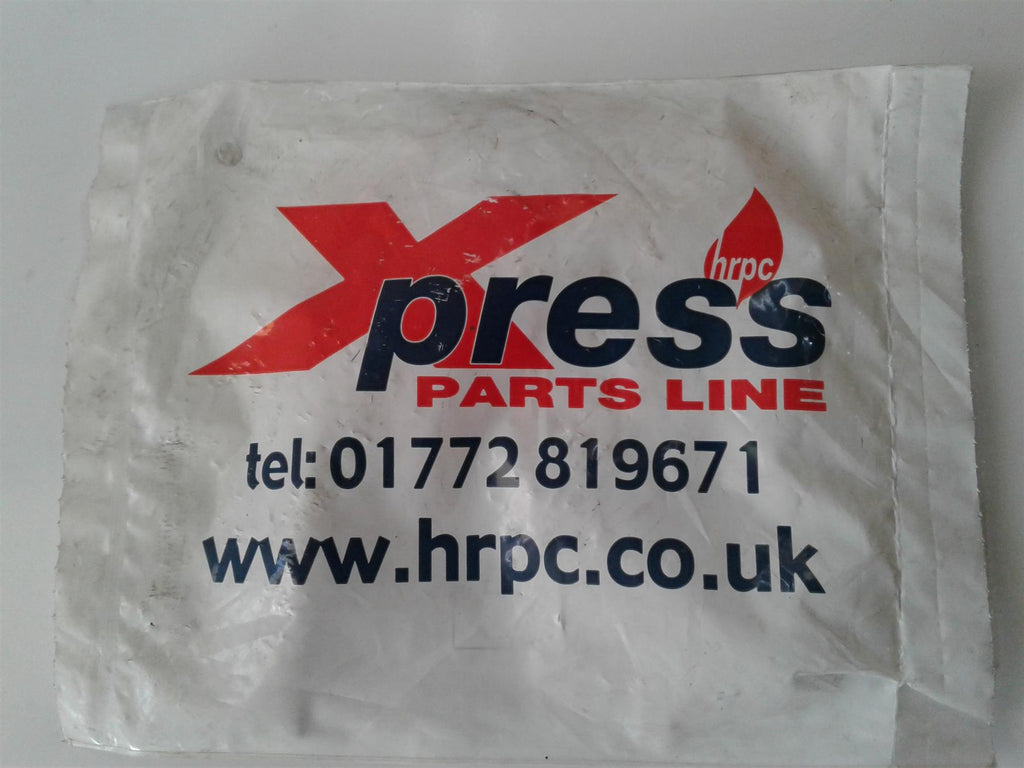 hrpc
Xpress
PARTS LINE
tel: 01772 819671
www.hrpc.co.uk